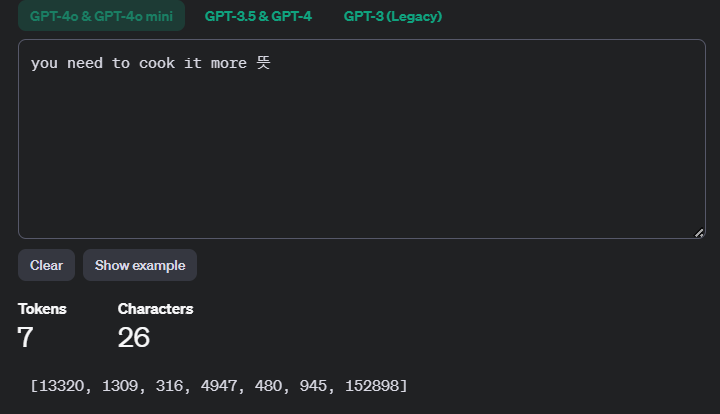 GPT-4o & GPT-4o mini GPT-3.5 & GPT-4 GPT-3 (Legacy)
you need to cook it more 뜻
Clear Show example
Tokens Characters
7 26
[13320, 1309, 316, 4947, 480, 945, 152898]